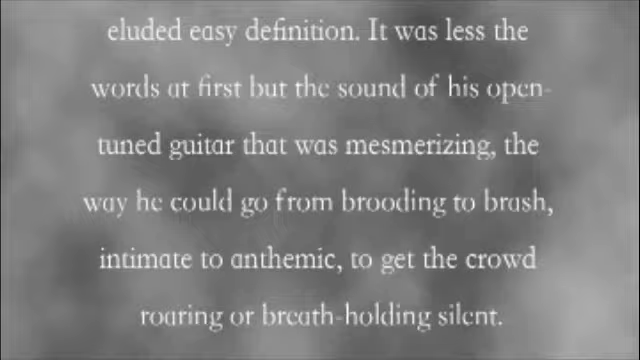 eluded easy definition. It was less the
words at first but the sound of his open-
tuned guitar that was mesmerizing, the
way he could go from brooding to brash,
intimate to anthemic, to get the crowd
roaring or breath-holding silent.